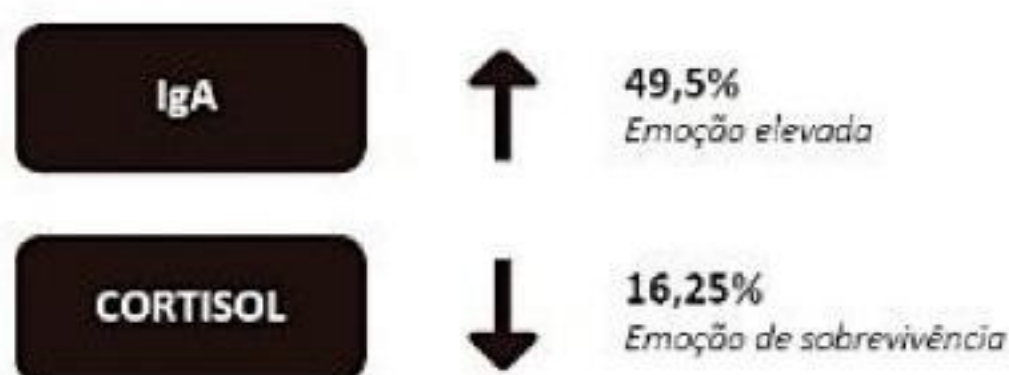 IgA
49,5%
Emoção elevada
CORTISOL
16,25%
Emoção de sobrevivência